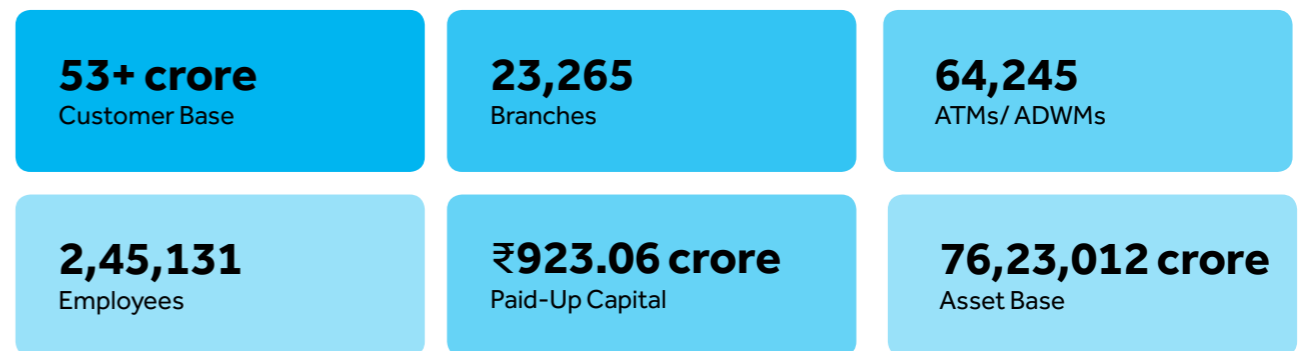 53+ crore
Customer Base
23,265
Branches
64,245
ATMs/ ADWMs
2,45,131
Employees
₹923.06 crore
Paid-Up Capital
76,23,012 crore
Asset Base